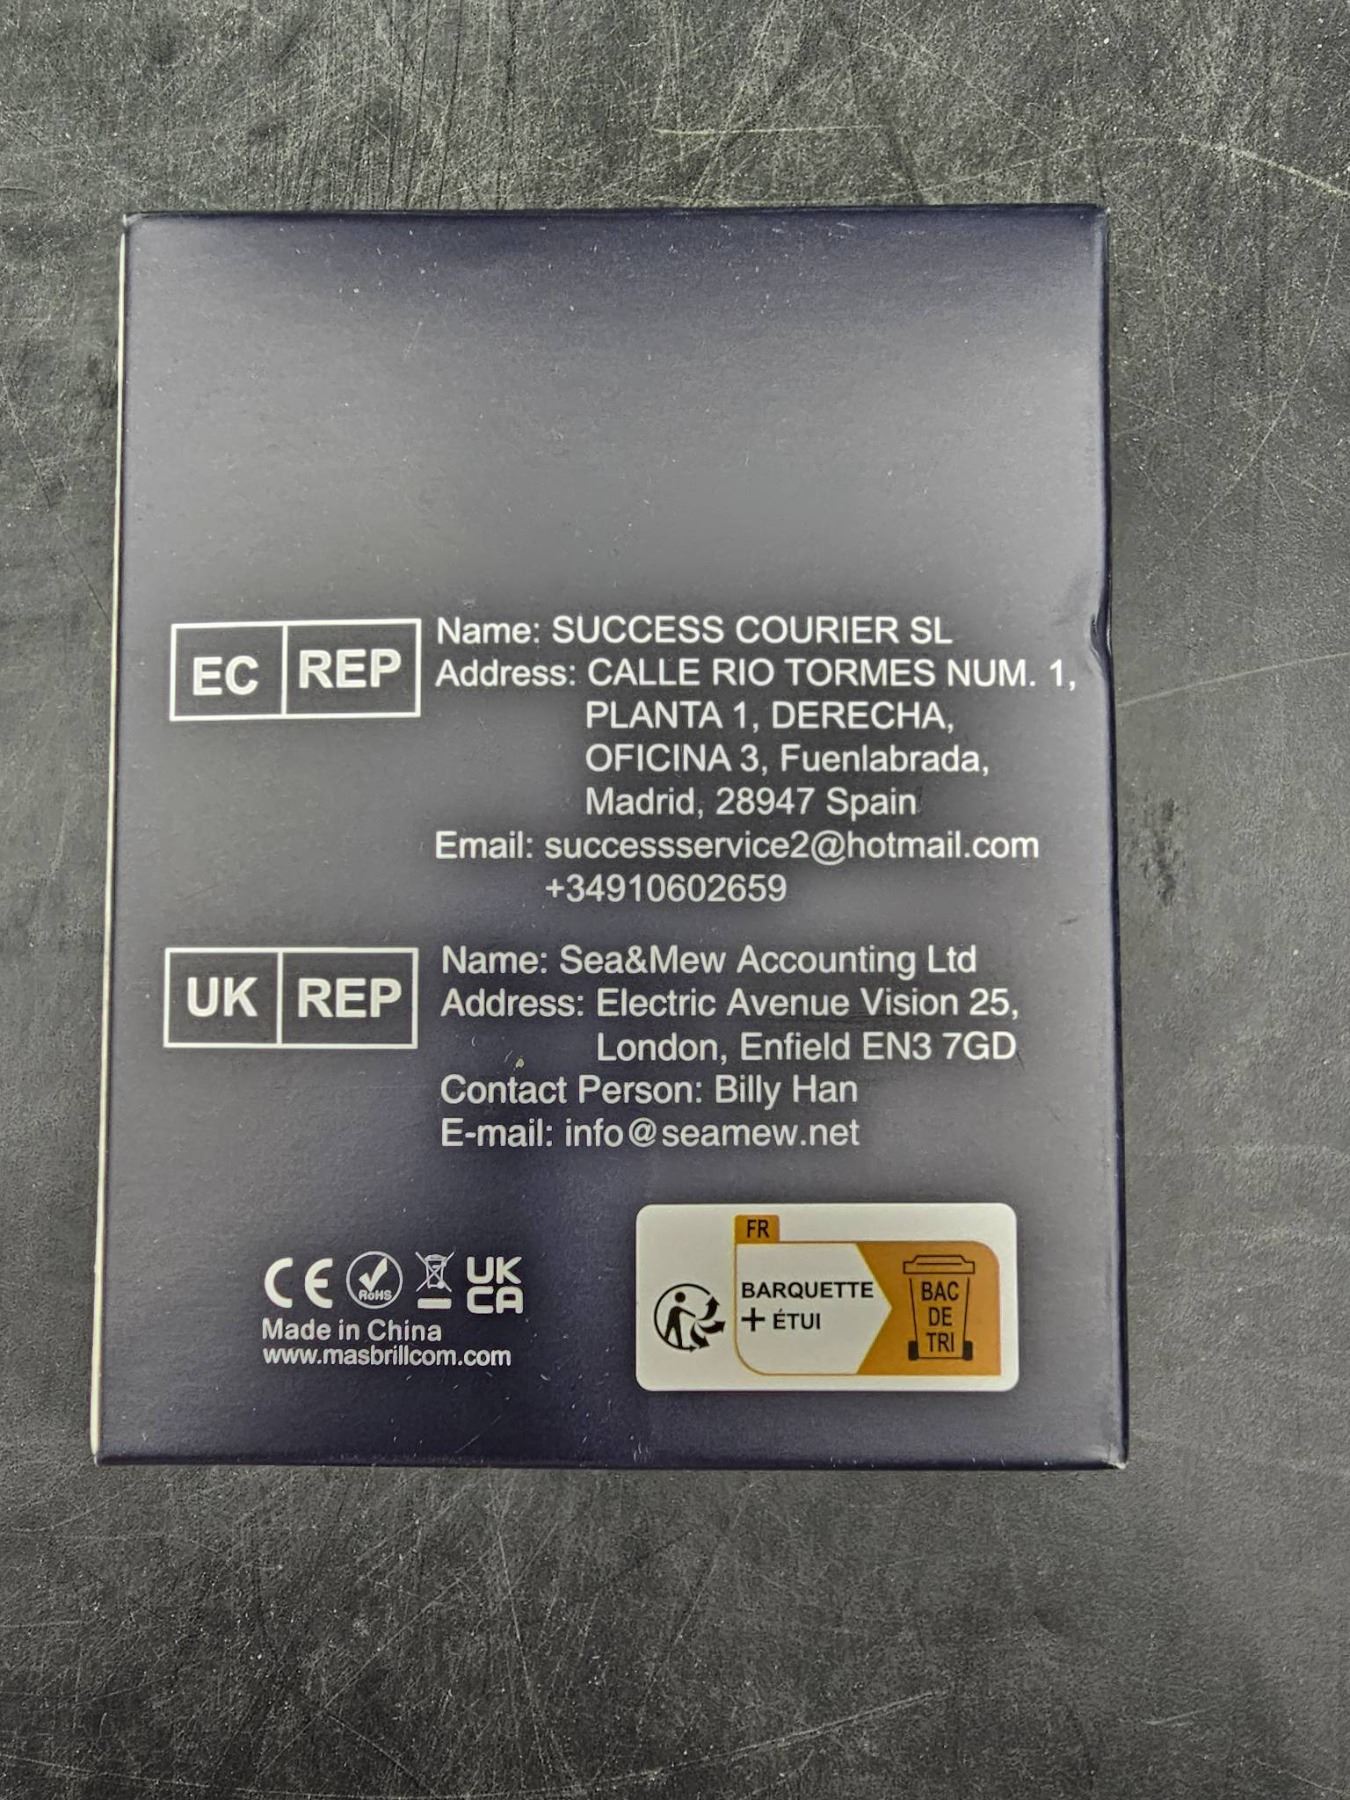 EC REP
Name: SUCCESS COURIER SL
Address: CALLE RIO TORMES NUM. 1,
PLANTA 1, DERECHA,
OFICINA 3, Fuenlabrada,
Madrid, 28947 Spain
Email: successservice2@hotmail.com
+34910602659
UK REP
Name: Sea&Mew Accounting Ltd
Address: Electric Avenue Vision 25,
London, Enfield EN3 7GD
Contact Person: Billy Han
E-mail: info@seamew.net
CE RoHS UK
CA
Made in China
www.masbrillcom.com
FR
BARQUETTE
+ ÉTUI
BAC
DE
TRI